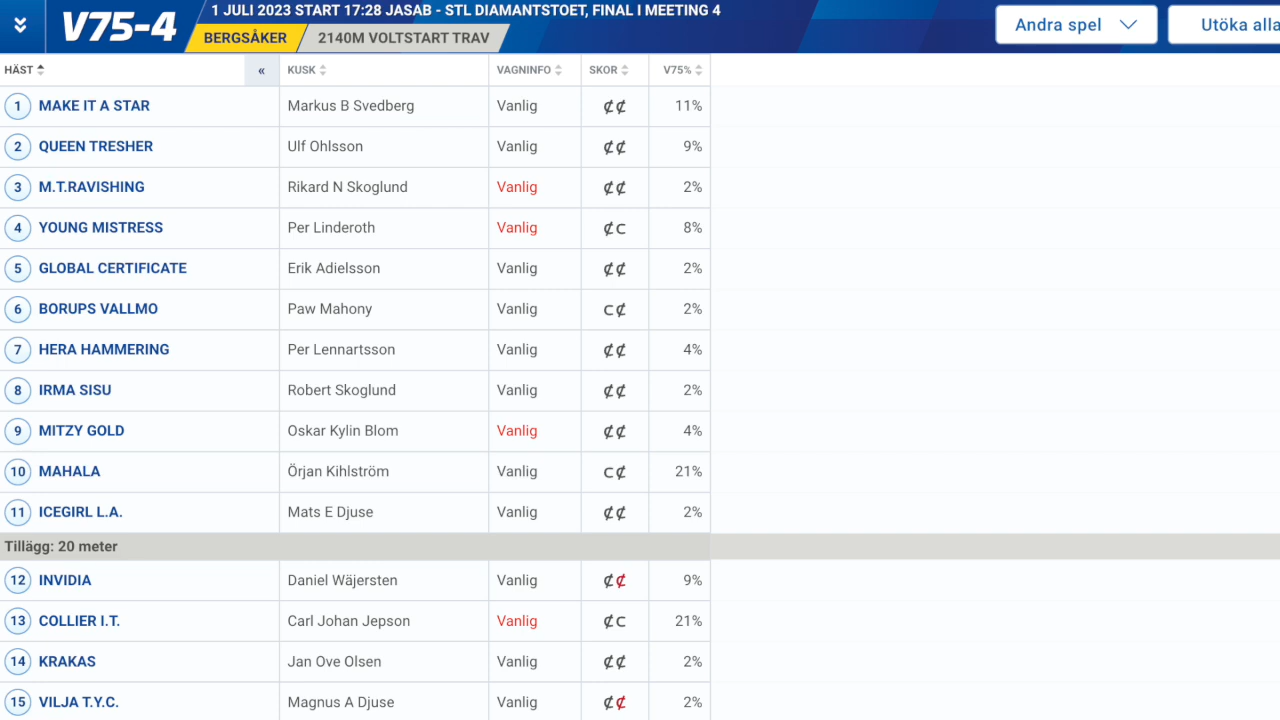 1 JULI 2023 START 17:28 JASAB - STL DIAMANTSTOET, FINAL I MEETING 4
V75-4
BERGSÅKER 2140M VOLTSTART TRAV
Andra spel
Utöka alla
HÄST « KUSK VAGNINFO SKOR V75%
1 MAKE IT A STAR Markus B Svedberg Vanlig ¢ ¢ 11%
2 QUEEN TRESHER Ulf Ohlsson Vanlig ¢ ¢ 9%
3 M.T.RAVISHING Rikard N Skoglund Vanlig ¢ ¢ 2%
4 YOUNG MISTRESS Per Linderoth Vanlig ¢ C 8%
5 GLOBAL CERTIFICATE Erik Adielsson Vanlig ¢ ¢ 2%
6 BORUPS VALLMO Paw Mahony Vanlig C ¢ 2%
7 HERA HAMMERING Per Lennartsson Vanlig ¢ ¢ 4%
8 IRMA SISU Robert Skoglund Vanlig ¢ ¢ 2%
9 MITZY GOLD Oskar Kylin Blom Vanlig ¢ ¢ 4%
10 MAHALA Örjan Kihlström Vanlig C ¢ 21%
11 ICEGIRL L.A. Mats E Djuse Vanlig ¢ ¢ 2%
Tillägg: 20 meter
12 INVIDIA Daniel Wäjersten Vanlig ¢ ¢ 9%
13 COLLIER I.T. Carl Johan Jepson Vanlig ¢ C 21%
14 KRAKAS Jan Ove Olsen Vanlig ¢ ¢ 2%
15 VILJA T.Y.C. Magnus A Djuse Vanlig ¢ ¢ 2%